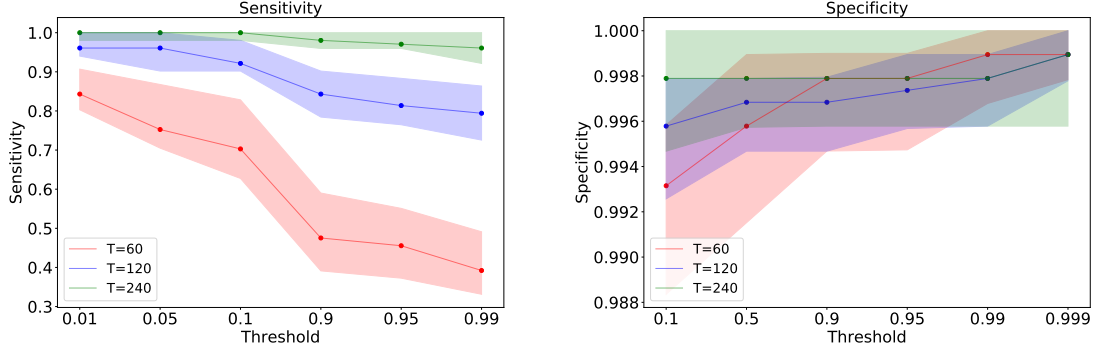 Sensitivity
Sensitivity
1.0
0.9
0.8
0.7
0.6
0.5
0.4
0.3
T=60
T=120
T=240
0.01 0.05 0.1 0.9 0.95 0.99
Threshold
Specificity
Specificity
1.000
0.998
0.996
0.994
0.992
0.990
0.988
T=60
T=120
T=240
0.1 0.5 0.9 0.95 0.99 0.999
Threshold